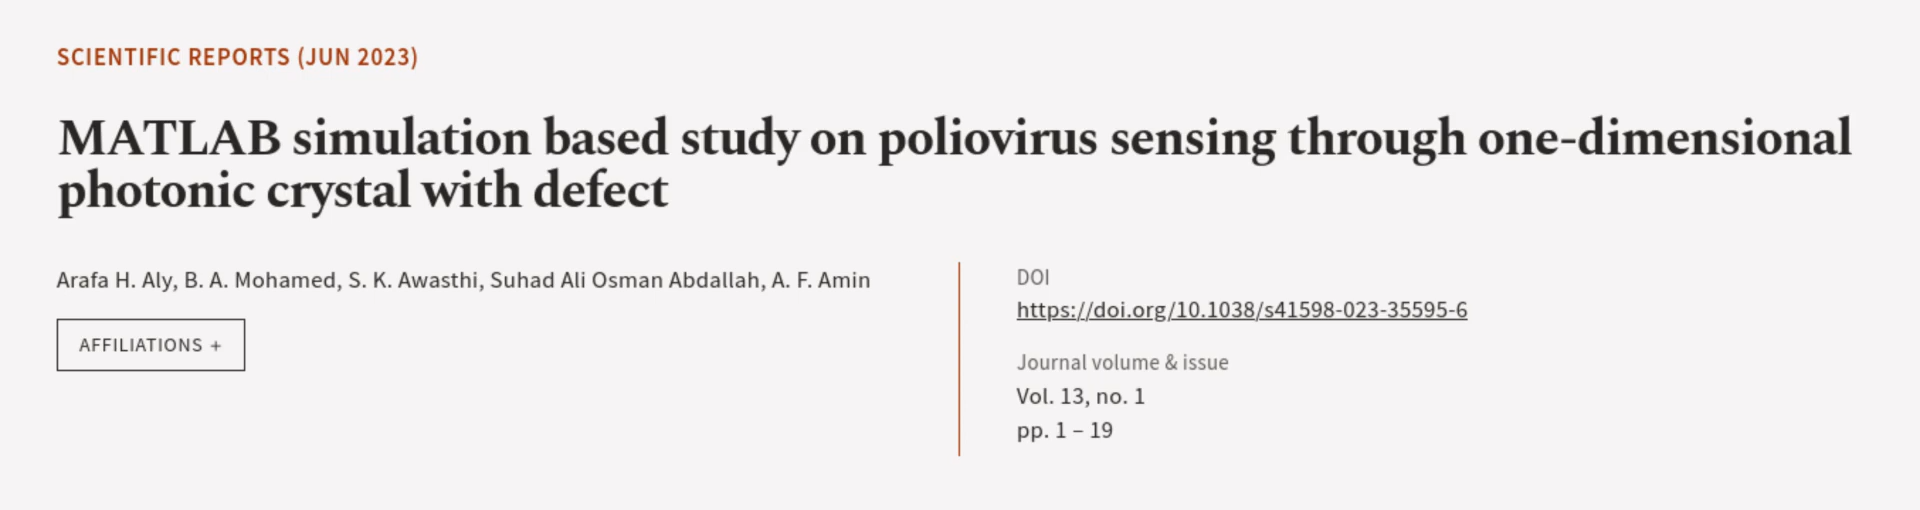 SCIENTIFIC REPORTS (JUN 2023)
MATLAB simulation based study on poliovirus sensing through one-dimensional
photonic crystal with defect
Arafa H. Aly, B. A. Mohamed, S. K. Awasthi, Suhad Ali Osman Abdallah, A. F. Amin
AFFILIATIONS +
DOI
https://doi.org/10.1038/s41598-023-35595-6
Journal volume & issue
Vol. 13, no. 1
pp. 1 – 19